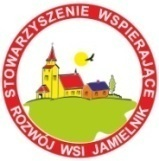 STOWARZYSZENIE WSPIERAJĄCE
ROZWÓJ WSI JAMIELNIK